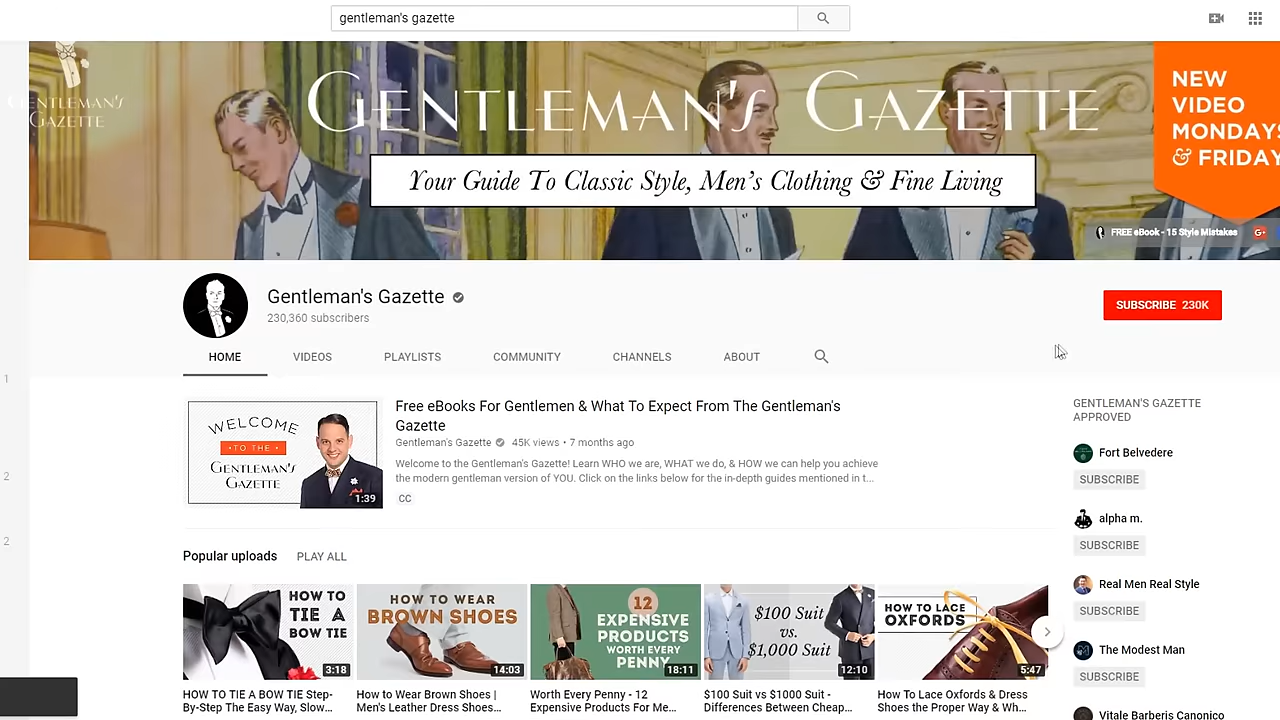 gentleman's gazette
GENTLEMAN'S
GAZETTE
GENTLEMAN'S GAZETTE
Your Guide To Classic Style, Men's Clothing & Fine Living
NEW
VIDEO
MONDAYS
& FRIDAY
FREE eBook - 15 Style Mistakes
G+
Gentleman's Gazette
230,360 subscribers
SUBSCRIBE 230K
HOME VIDEOS PLAYLISTS COMMUNITY CHANNELS ABOUT
1
2
2
WELCOME
TO THE
GENTLEMAN'S
GAZETTE
1:39
Free eBooks For Gentlemen & What To Expect From The Gentleman's
Gazette
Gentleman's Gazette 45K views • 7 months ago
Welcome to the Gentleman's Gazette! Learn WHO we are, WHAT we do, & HOW we can help you achieve
the modern gentleman version of YOU. Click on the links below for the in-depth guides mentioned in t...
CC
GENTLEMAN'S GAZETTE
APPROVED
Fort Belvedere
SUBSCRIBE
alpha m.
SUBSCRIBE
Real Men Real Style
SUBSCRIBE
The Modest Man
SUBSCRIBE
Vitale Barberis Canonico
Popular uploads PLAY ALL
HOW TO
TIE A
BOW TIE
3:18
HOW TO WEAR
BROWN SHOES
14:03
12
EXPENSIVE
PRODUCTS
WORTH EVERY
PENNY
18:11
$100 Suit
vs.
$1,000 Suit
12:10
HOW TO LACE
OXFORDS
5:47
HOW TO TIE A BOW TIE Step-
By-Step The Easy Way, Slow...
How to Wear Brown Shoes |
Men's Leather Dress Shoes...
Worth Every Penny - 12
Expensive Products For Me...
$100 Suit vs $1000 Suit -
Differences Between Cheap...
How To Lace Oxfords & Dress
Shoes the Proper Way & Wh...